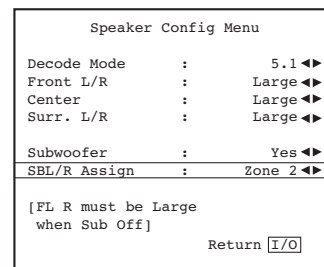 Speaker Config Menu
Decode Mode : 5.1◄►
Front L/R : Large◄►
Center : Large◄►
Surr. L/R : Large◄►
Subwoofer : Yes◄►
SBL/R Assign : Zone 2◄►
[FL R must be Large
when Sub Off]
Return I/O